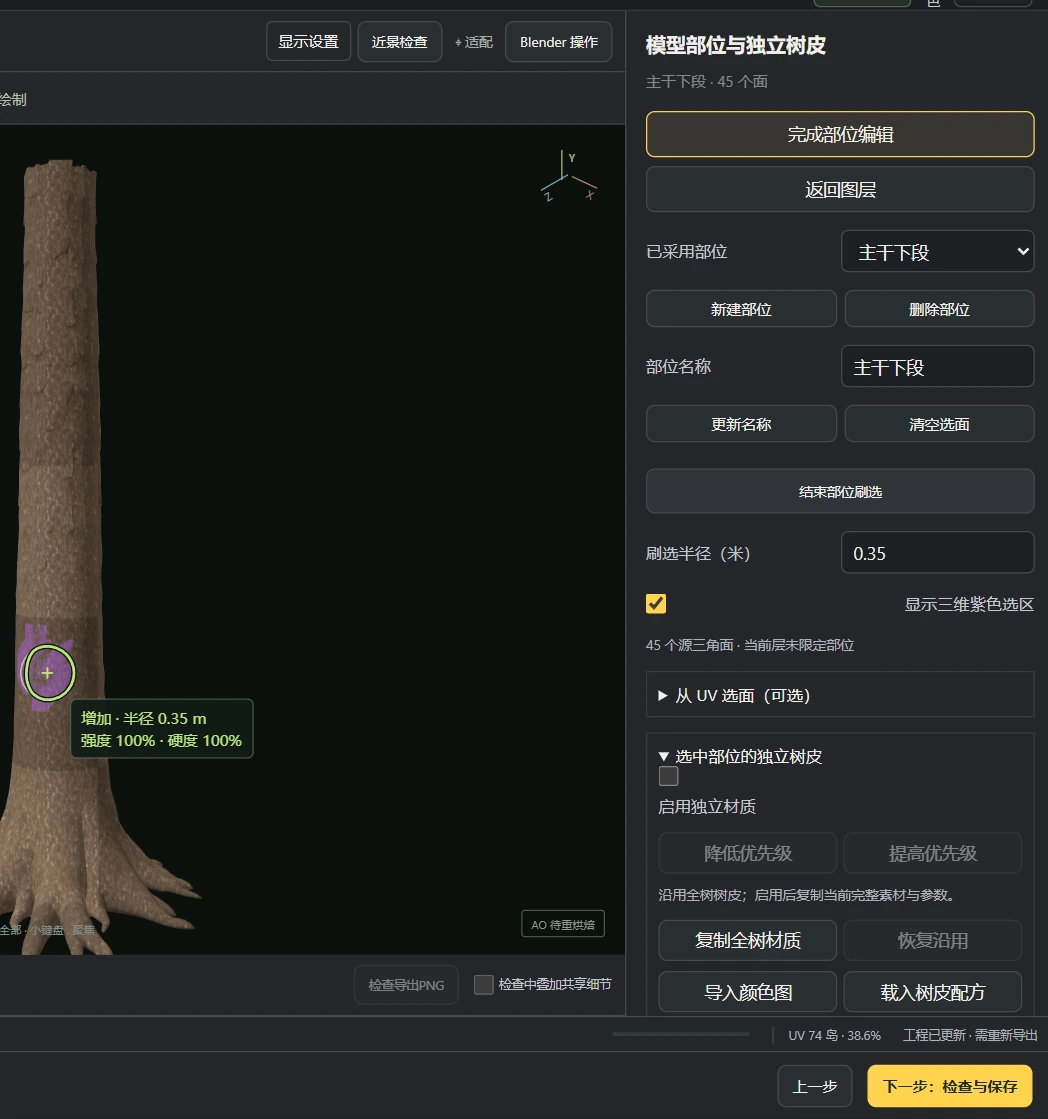 显示设置
近景检查
⌖ 适配
Blender 操作
绘制
Y
Z
X
增加 · 半径 0.35 m
强度 100% · 硬度 100%
全部 · 小键盘 . 聚焦
AO 待重烘焙
检查导出PNG
检查中叠加共享细节
模型部位与独立树皮
主干下段 · 45 个面
完成部位编辑
返回图层
已采用部位
主干下段
新建部位
删除部位
部位名称
主干下段
更新名称
清空选面
结束部位刷选
刷选半径（米）
0.35
显示三维紫色选区
45 个源三角面 · 当前层未限定部位
▶ 从 UV 选面（可选）
▼ 选中部位的独立树皮
启用独立材质
降低优先级
提高优先级
沿用全树树皮；启用后复制当前完整素材与参数。
复制全树材质
恢复沿用
导入颜色图
载入树皮配方
UV 74 岛 · 38.6%
工程已更新 · 需重新导出
上一步
下一步：检查与保存